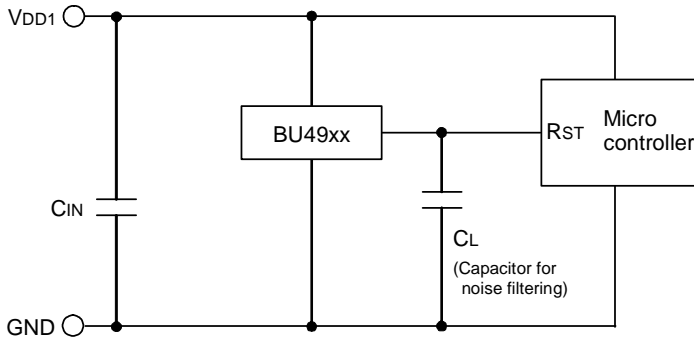 VDD1
BU49xx
RST
Micro
controller
CIN
CL
(Capacitor for
noise filtering)
GND